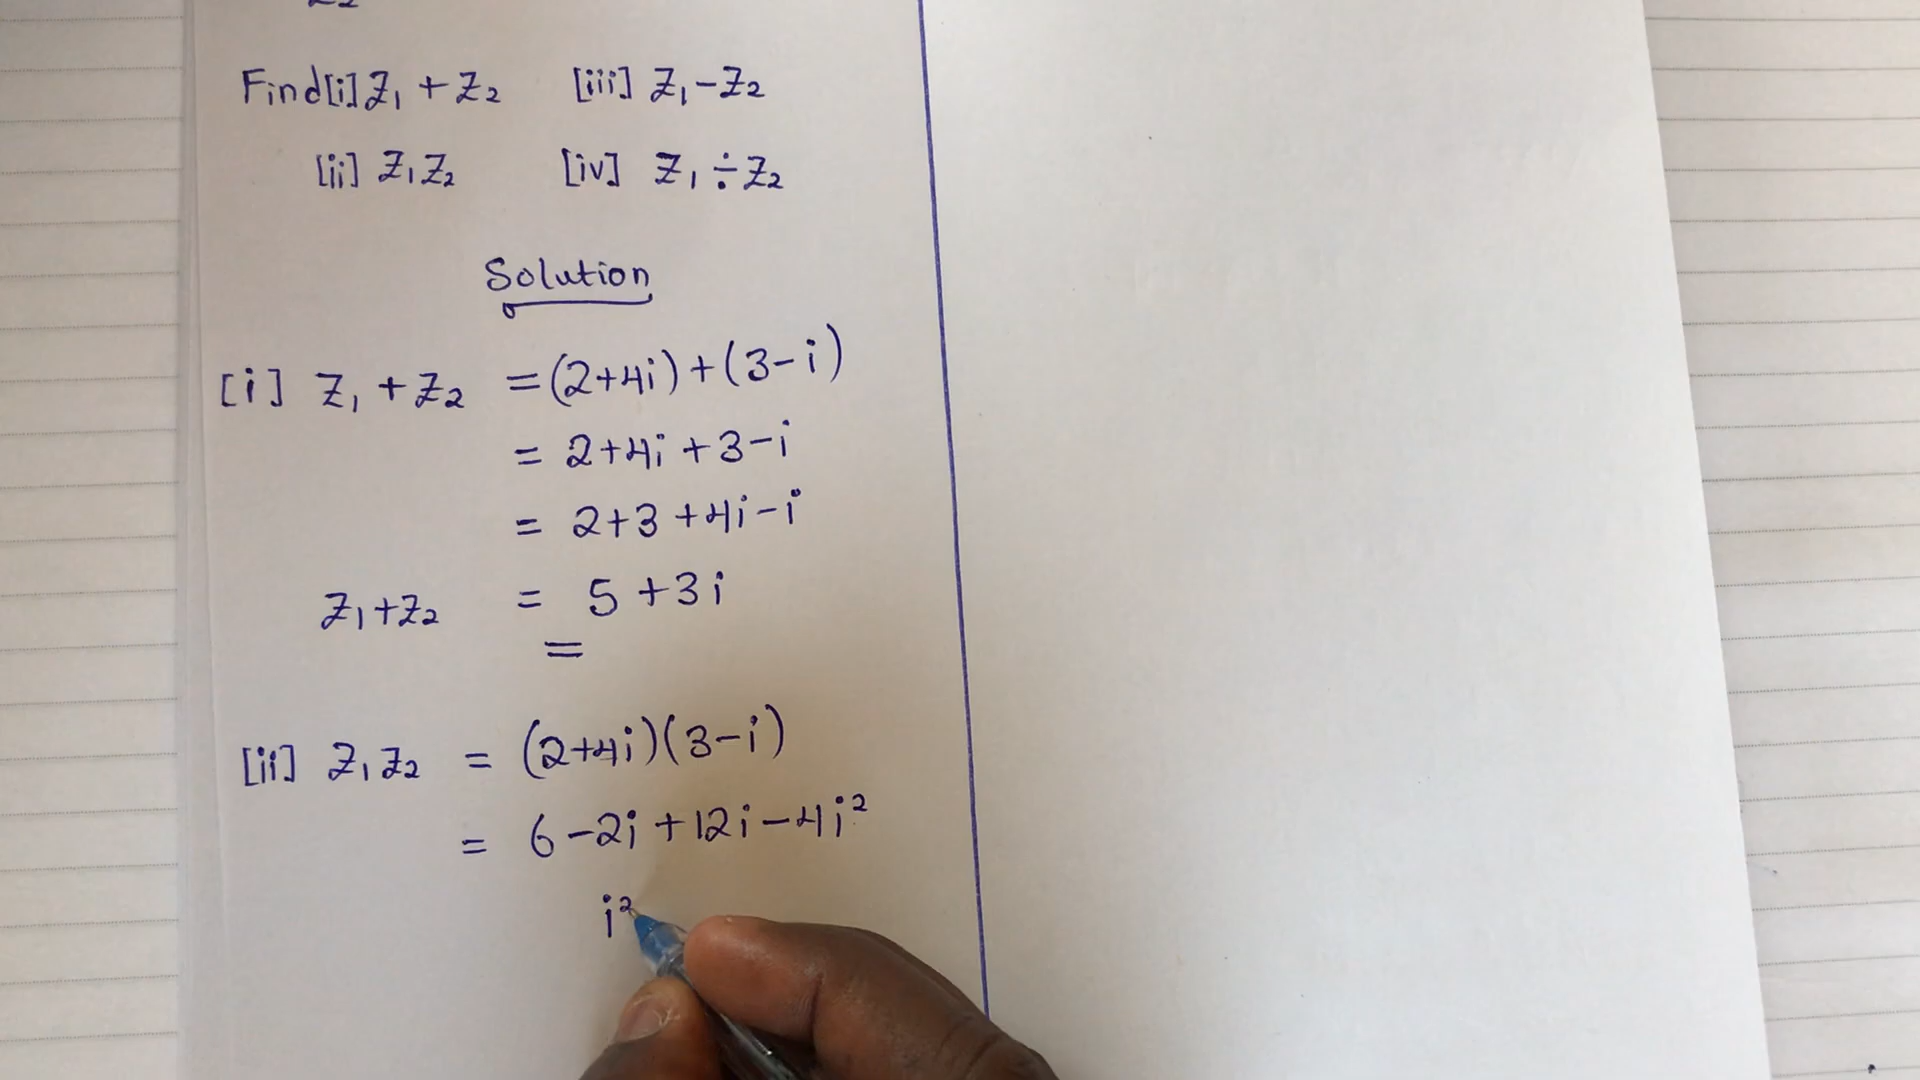 Find[i] Z₁ + Z₂ [iii] Z₁ - Z₂
[ii] Z₁Z₂ [iv] Z₁ ÷ Z₂
Solution
[i] Z₁ + Z₂ = (2+4i) + (3-i)
= 2+4i + 3-i
= 2+3 +4i-i
Z₁+Z₂ = 5 +3i
=
[ii] Z₁Z₂ = (2+4i)(3-i)
= 6 -2i +12i -4i²
i²